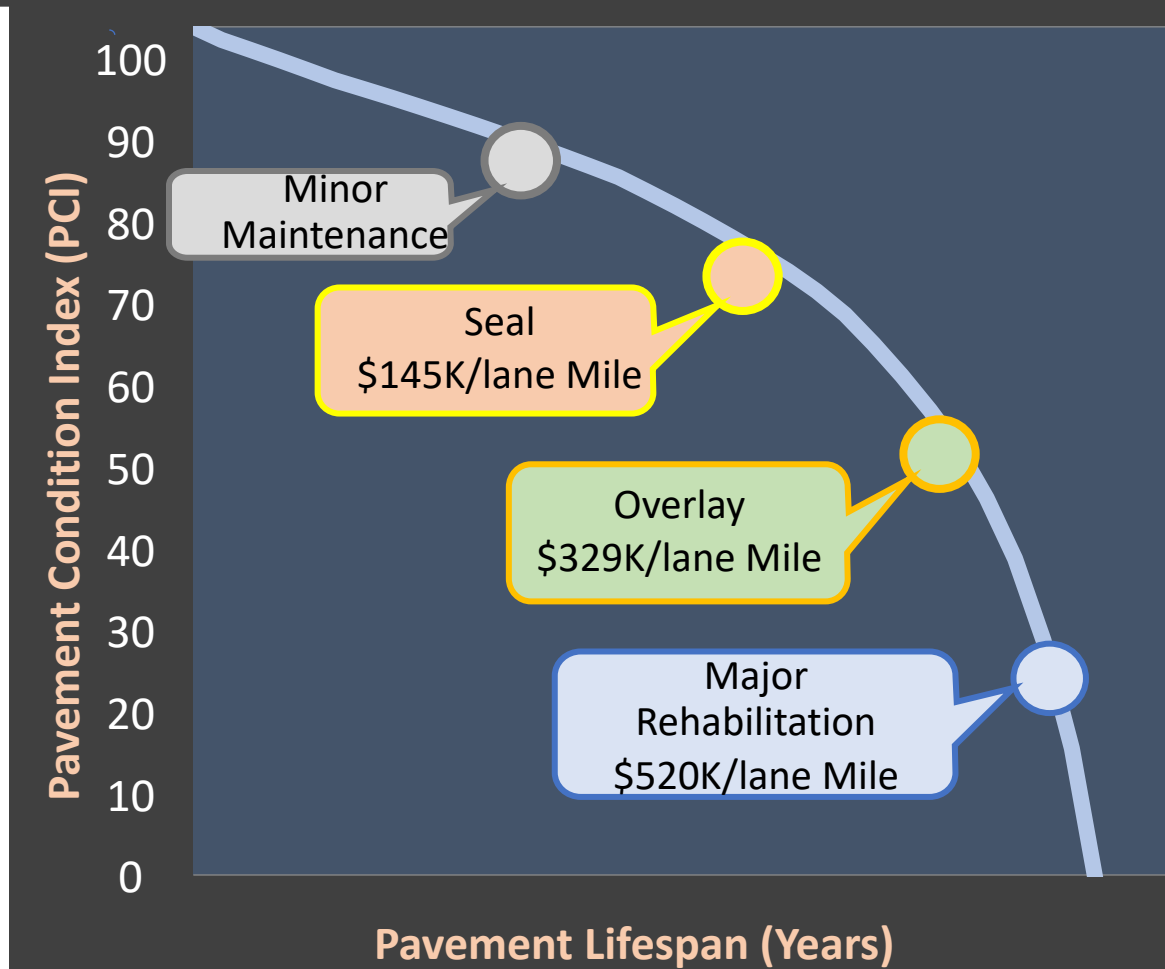 Pavement Condition Index (PCI)
100
90
80
70
60
50
40
30
20
10
0
Minor
Maintenance
Seal
$145K/lane Mile
Overlay
$329K/lane Mile
Major
Rehabilitation
$520K/lane Mile
Pavement Lifespan (Years)